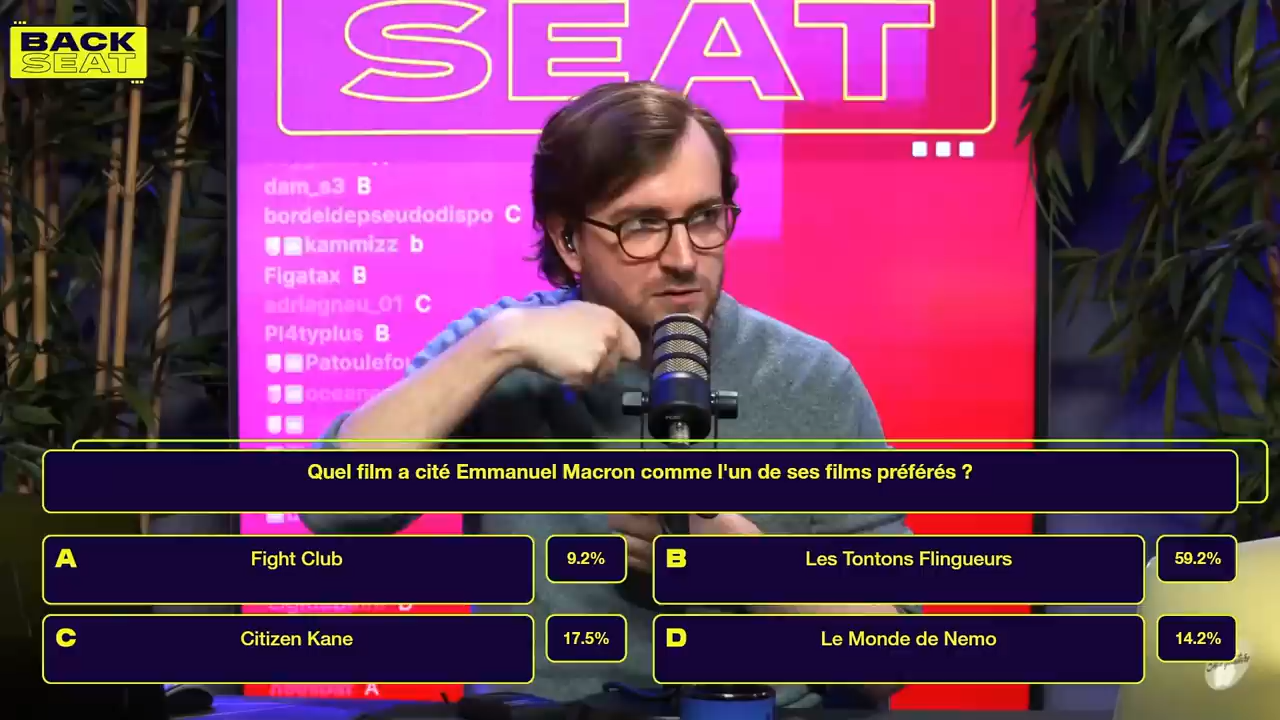 BACK
SEAT
SEAT
dam_s3 B
bordeldepseudodispo C
kammizz b
Figatax B
adriagnau_01 C
Pl4typius B
Quel film a cité Emmanuel Macron comme l'un de ses films préférés ?
A Fight Club 9.2%
B Les Tontons Flingueurs 59.2%
C Citizen Kane 17.5%
D Le Monde de Nemo 14.2%
A